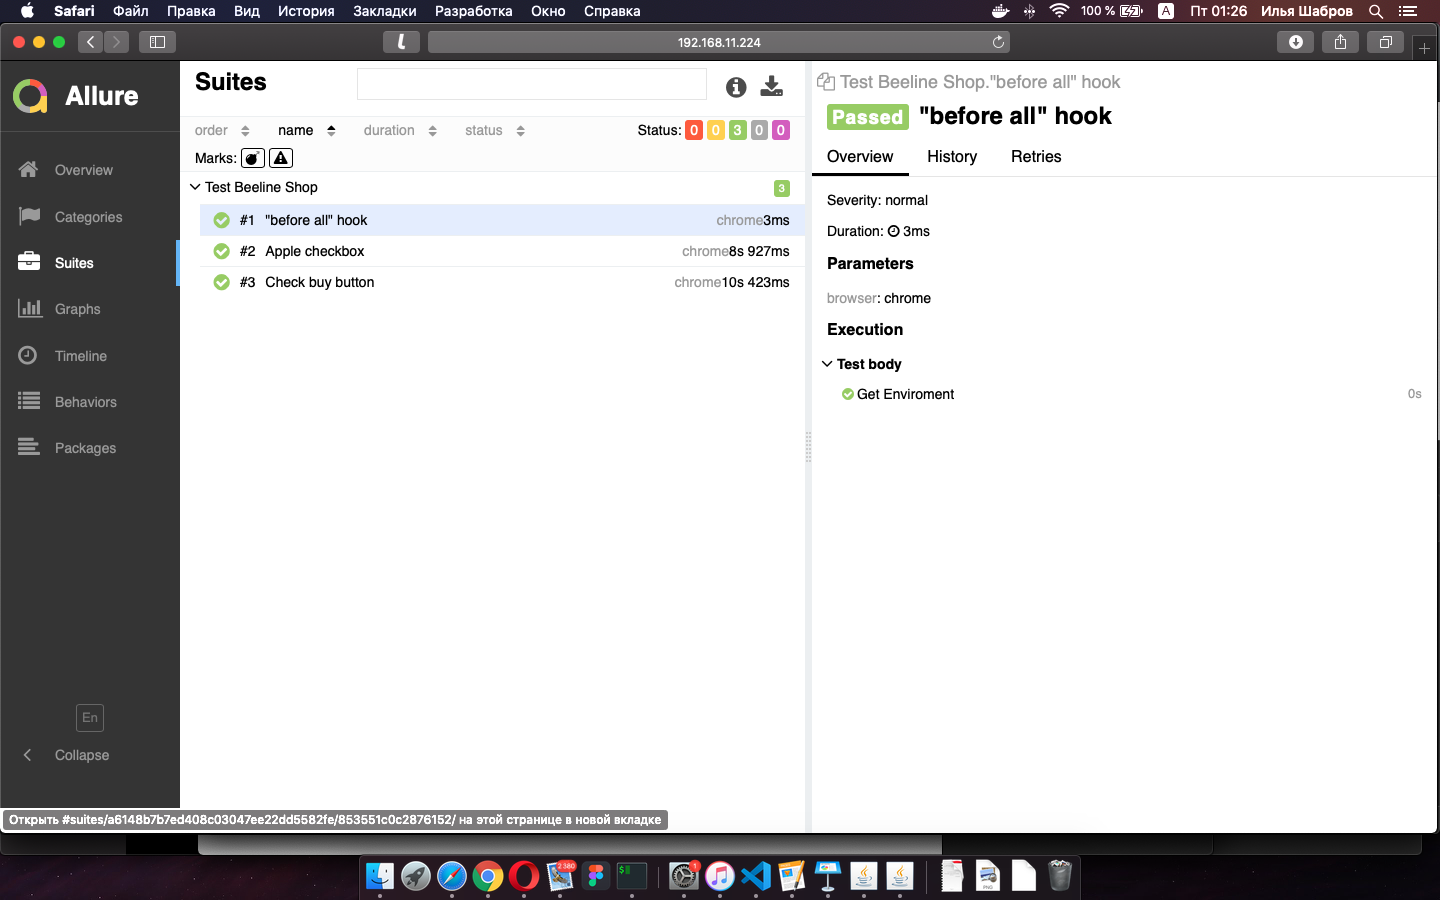 Safari Файл Правка Вид История Закладки Разработка Окно Справка 100 % A Пт 01:26 Илья Шабров
192.168.11.224
Allure
Overview
Categories
Suites
Graphs
Timeline
Behaviors
Packages
En
Collapse
Suites
order name duration status Status: 0 0 3 0 0
Marks:
Test Beeline Shop 3
#1 "before all" hook chrome3ms
#2 Apple checkbox chrome8s 927ms
#3 Check buy button chrome10s 423ms
Test Beeline Shop."before all" hook
Passed "before all" hook
Overview History Retries
Severity: normal
Duration: 3ms
Parameters
browser: chrome
Execution
Test body
Get Enviroment 0s
Открыть #suites/a6148b7b7ed408c03047ee22dd5582fe/853551c0c2876152/ на этой странице в новой вкладке